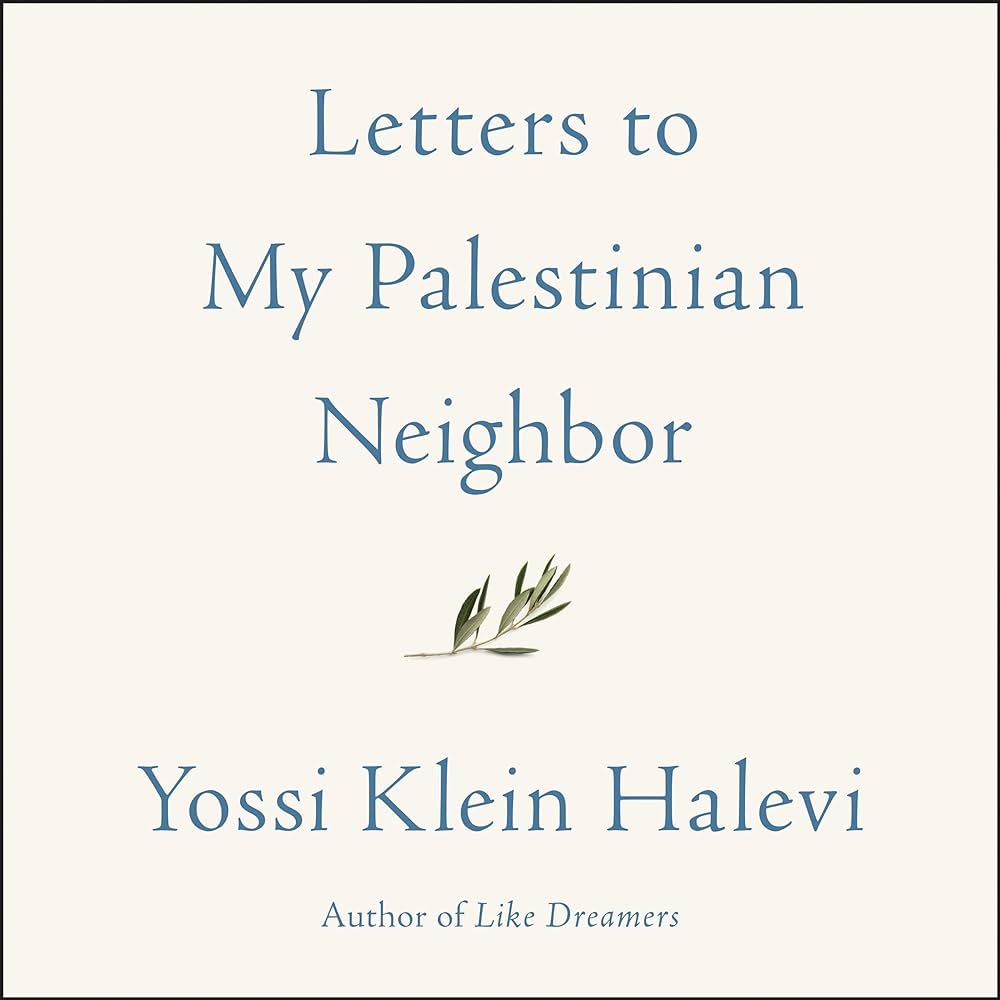 Letters to
My Palestinian
Neighbor
Yossi Klein Halevi
Author of Like Dreamers